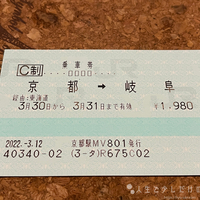 C制 乗車券
----0000----
京都 → 岐阜
経由:東海道
3月30日から 3月31日まで有効 ¥1,980
2022.-3.12 京都駅MV801発行
40340-02 (3-タ)R675C02